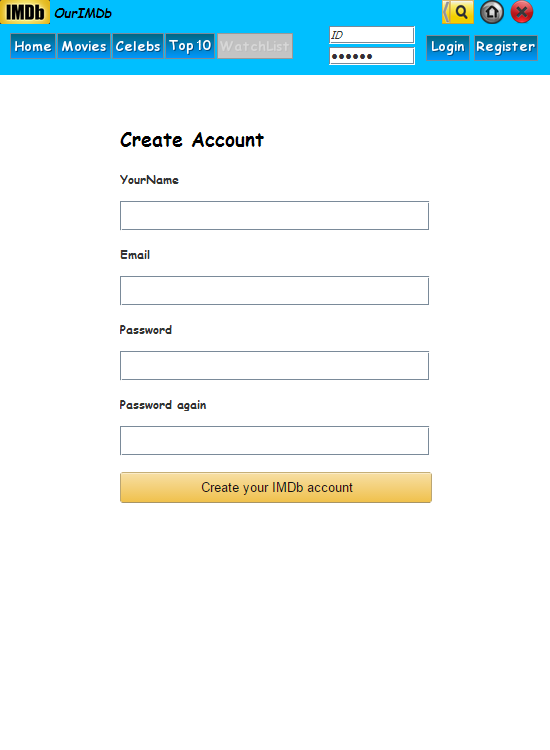 IMDb OurIMDb
ID
Home Movies Celebs Top 10 WatchList Login Register
••••••
Create Account
YourName
Email
Password
Password again
Create your IMDb account